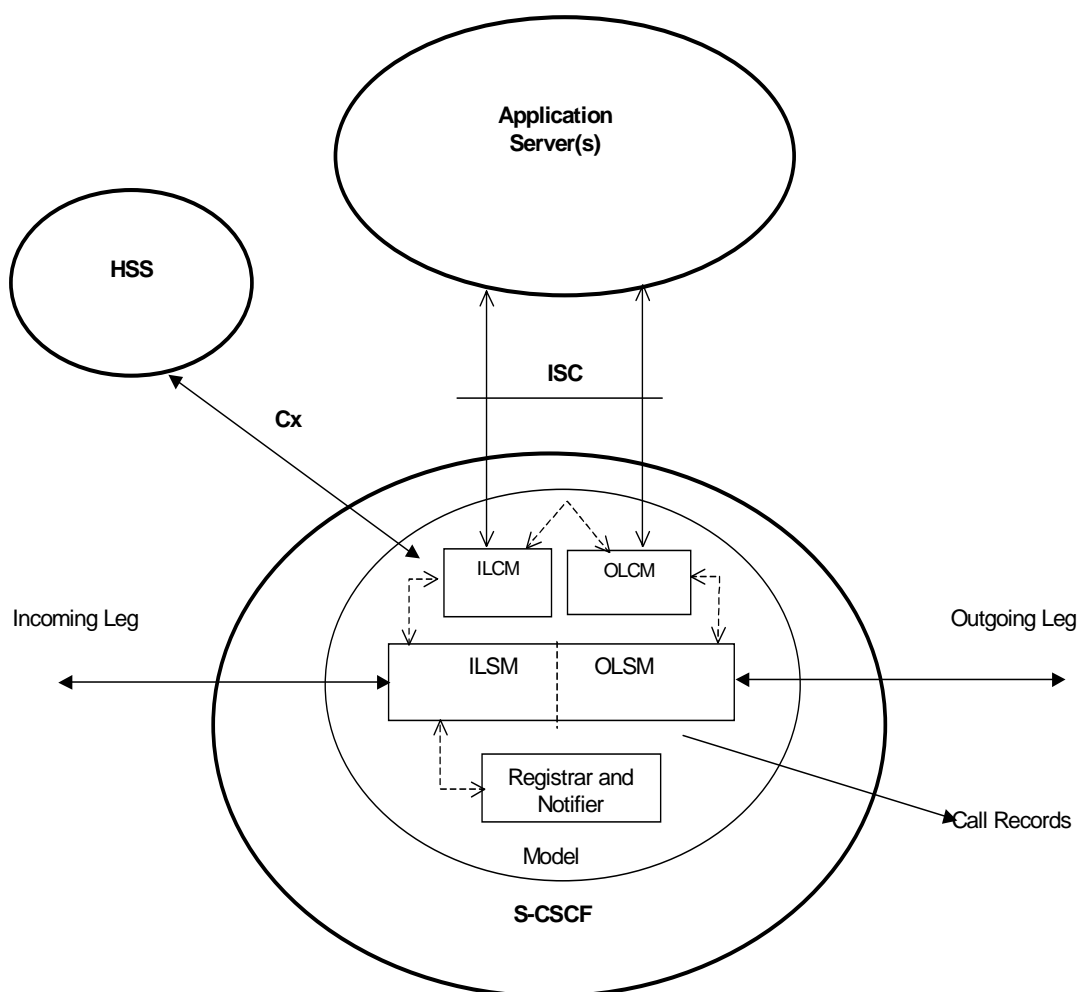 Application
Server(s)
HSS
ISC
Cx
ILCM
OLCM
Incoming Leg
Outgoing Leg
ILSM
OLSM
Registrar and
Notifier
Call Records
Model
S-CSCF